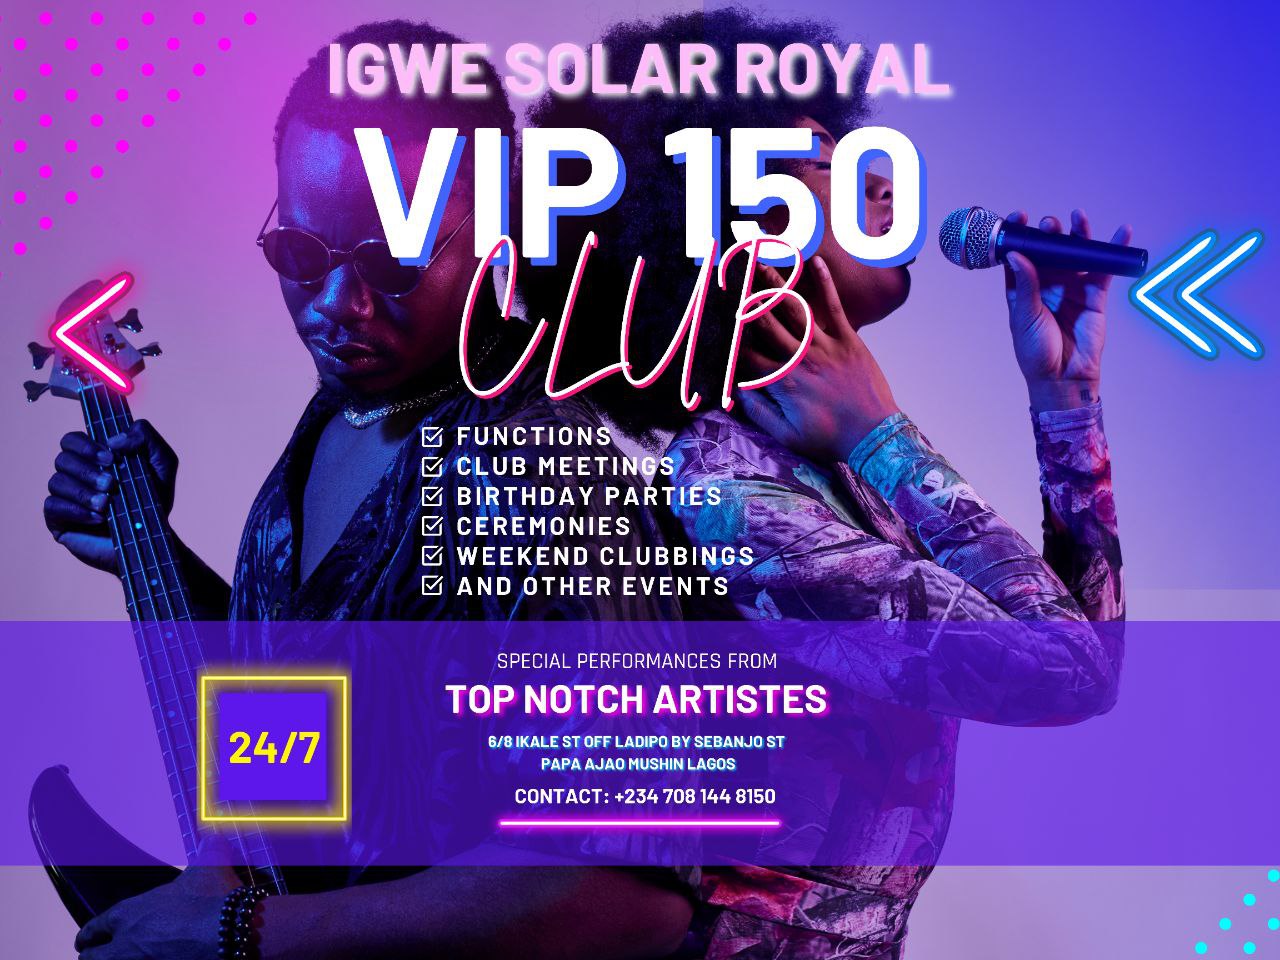 IGWE SOLAR ROYAL
VIP 150
CLUB
FUNCTIONS
CLUB MEETINGS
BIRTHDAY PARTIES
CEREMONIES
WEEKEND CLUBBINGS
AND OTHER EVENTS
24/7
SPECIAL PERFORMANCES FROM
TOP NOTCH ARTISTES
6/8 IKALE ST OFF LADIPO BY SEBANJO ST
PAPA AJAO MUSHIN LAGOS
CONTACT: +234 708 144 8150